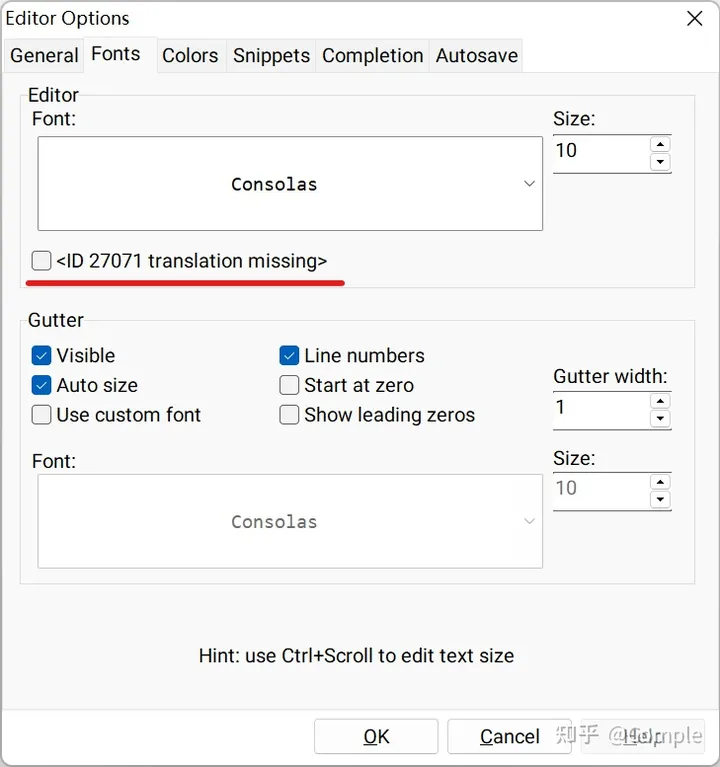 Editor Options
General Fonts Colors Snippets Completion Autosave
Editor
Font: Size:
Consolas 10
<ID 27071 translation missing>
Gutter
Visible Line numbers
Auto size Start at zero Gutter width:
Use custom font Show leading zeros 1
Font: Size:
Consolas 10
Hint: use Ctrl+Scroll to edit text size
OK Cancel Help
知乎